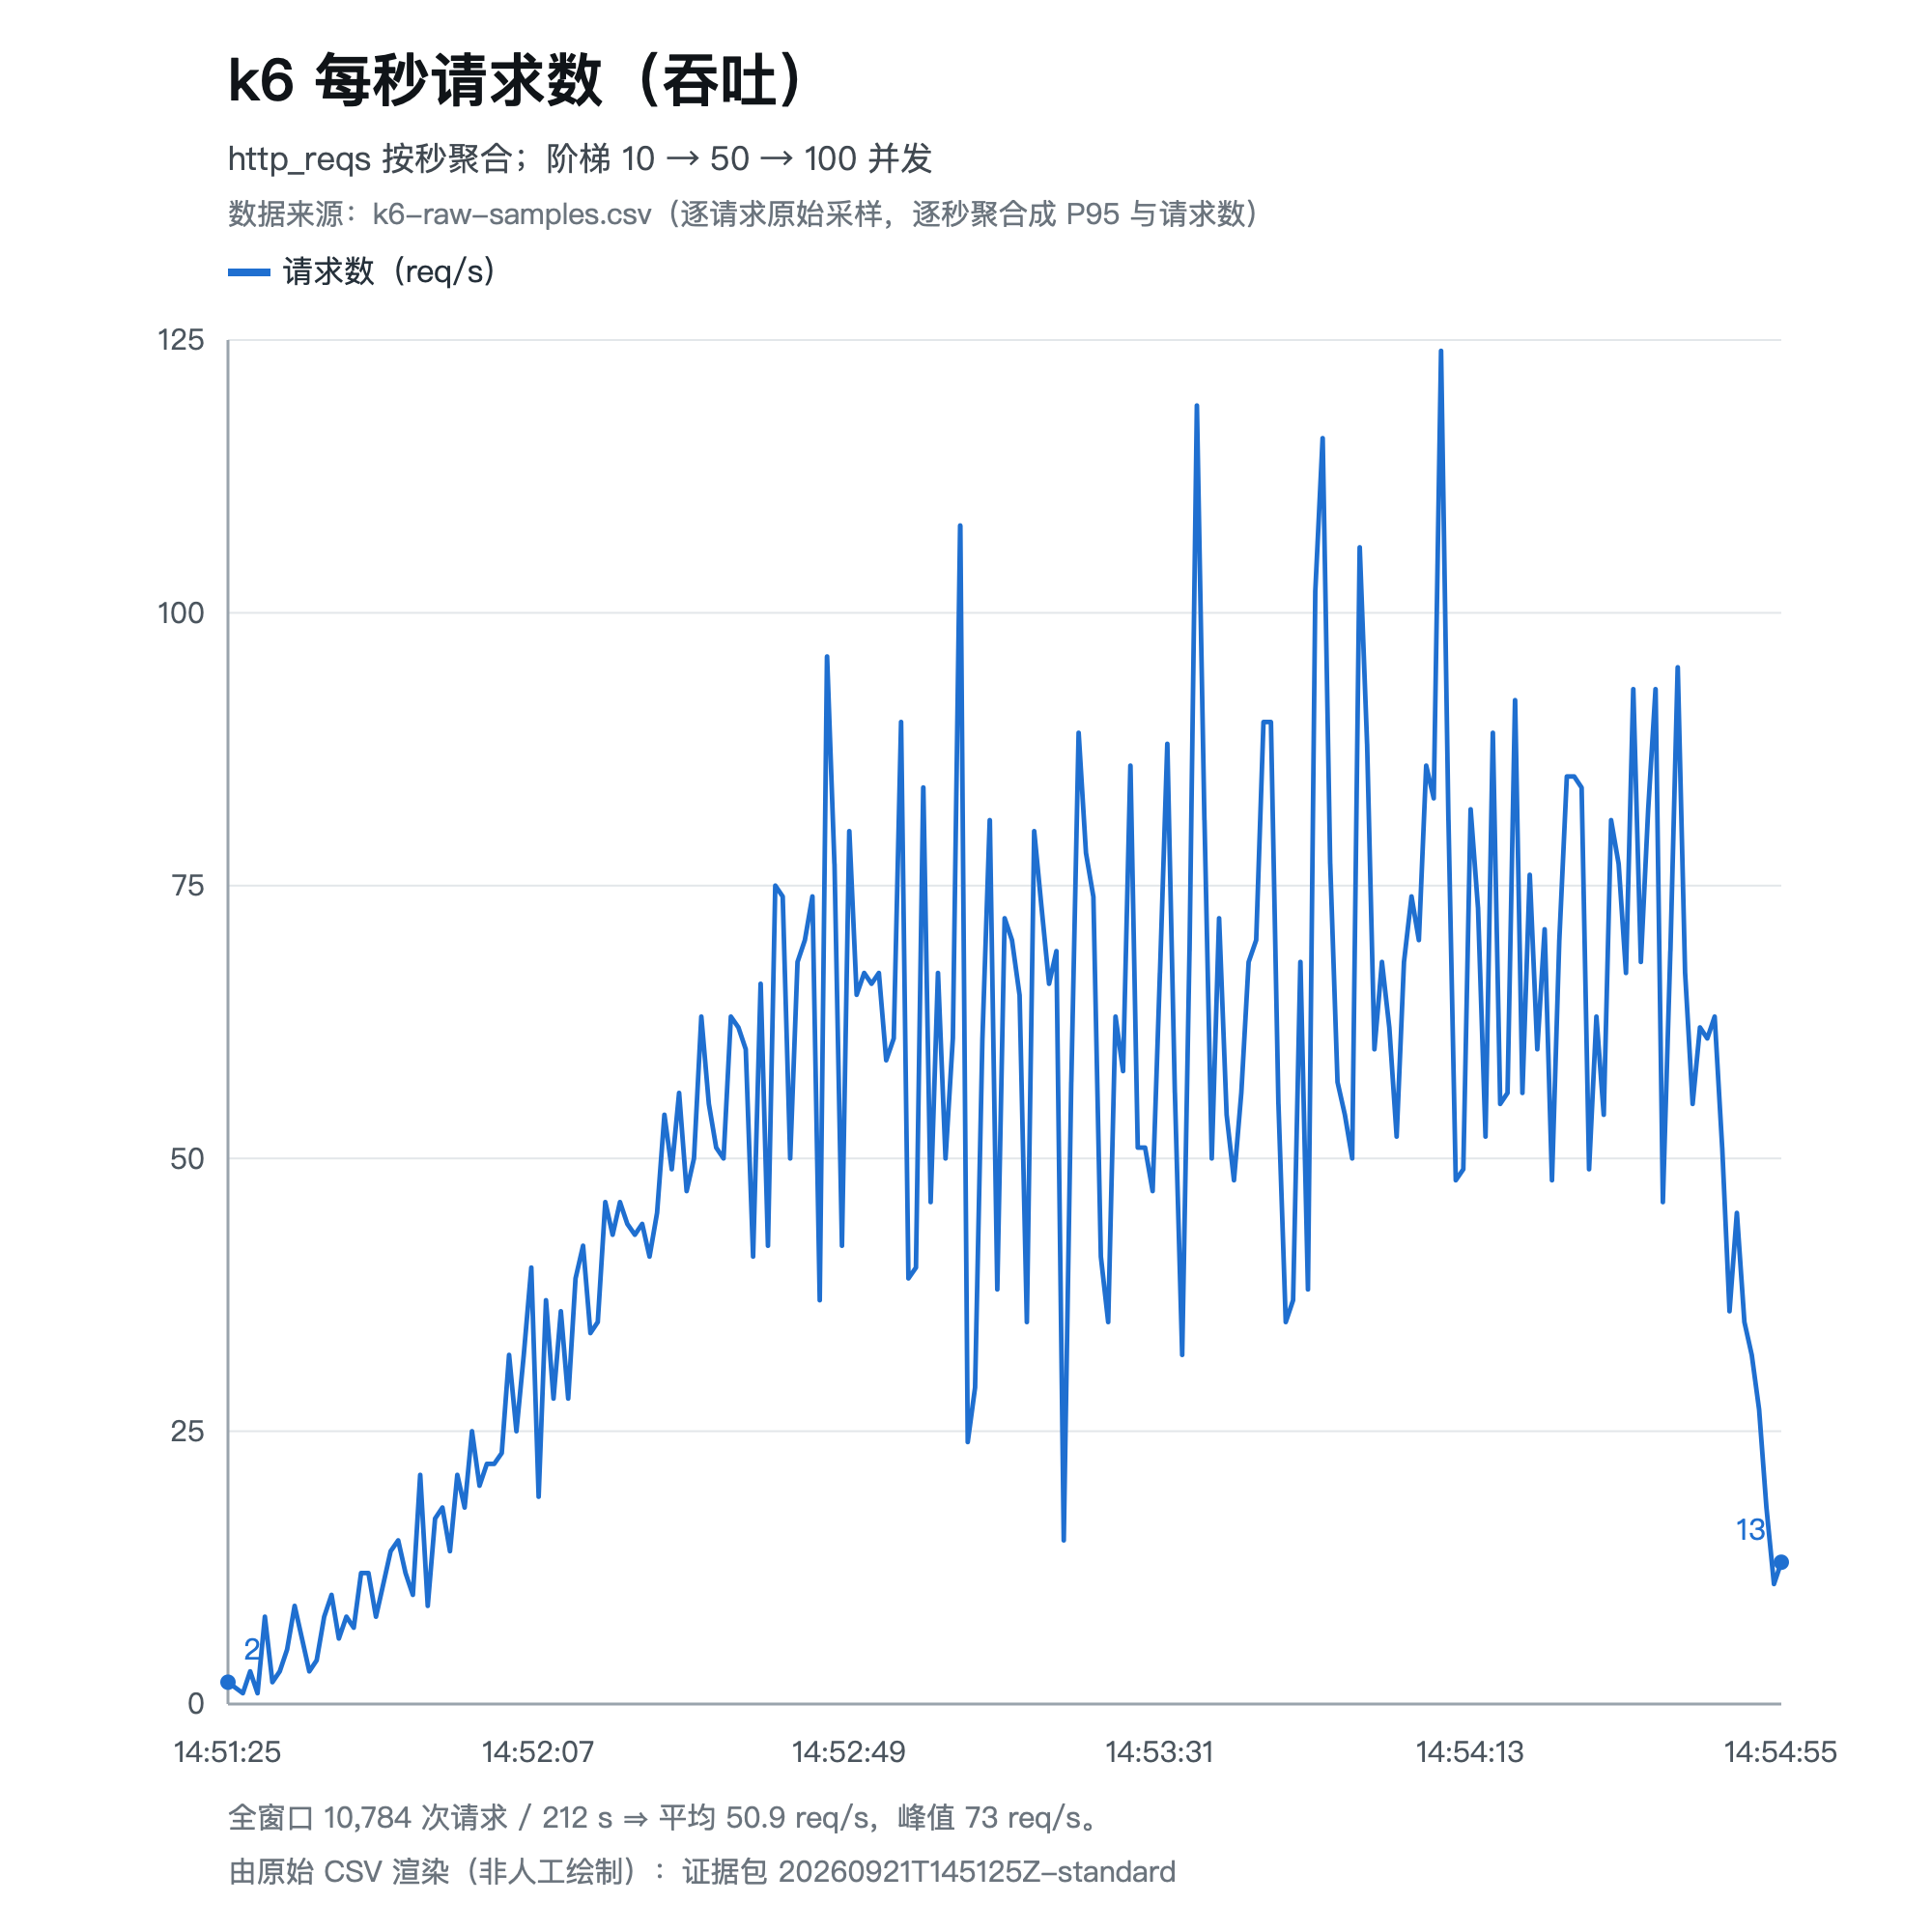 k6 每秒请求数（吞吐）
http_reqs 按秒聚合；阶梯 10 → 50 → 100 并发
数据来源：k6-raw-samples.csv（逐请求原始采样，逐秒聚合成 P95 与请求数）
请求数（req/s）
125
100
75
50
25
0
2
13
14:51:25 14:52:07 14:52:49 14:53:31 14:54:13 14:54:55
全窗口 10,784 次请求 / 212 s ⇒ 平均 50.9 req/s，峰值 73 req/s。
由原始 CSV 渲染（非人工绘制）：证据包 20260921T145125Z-standard